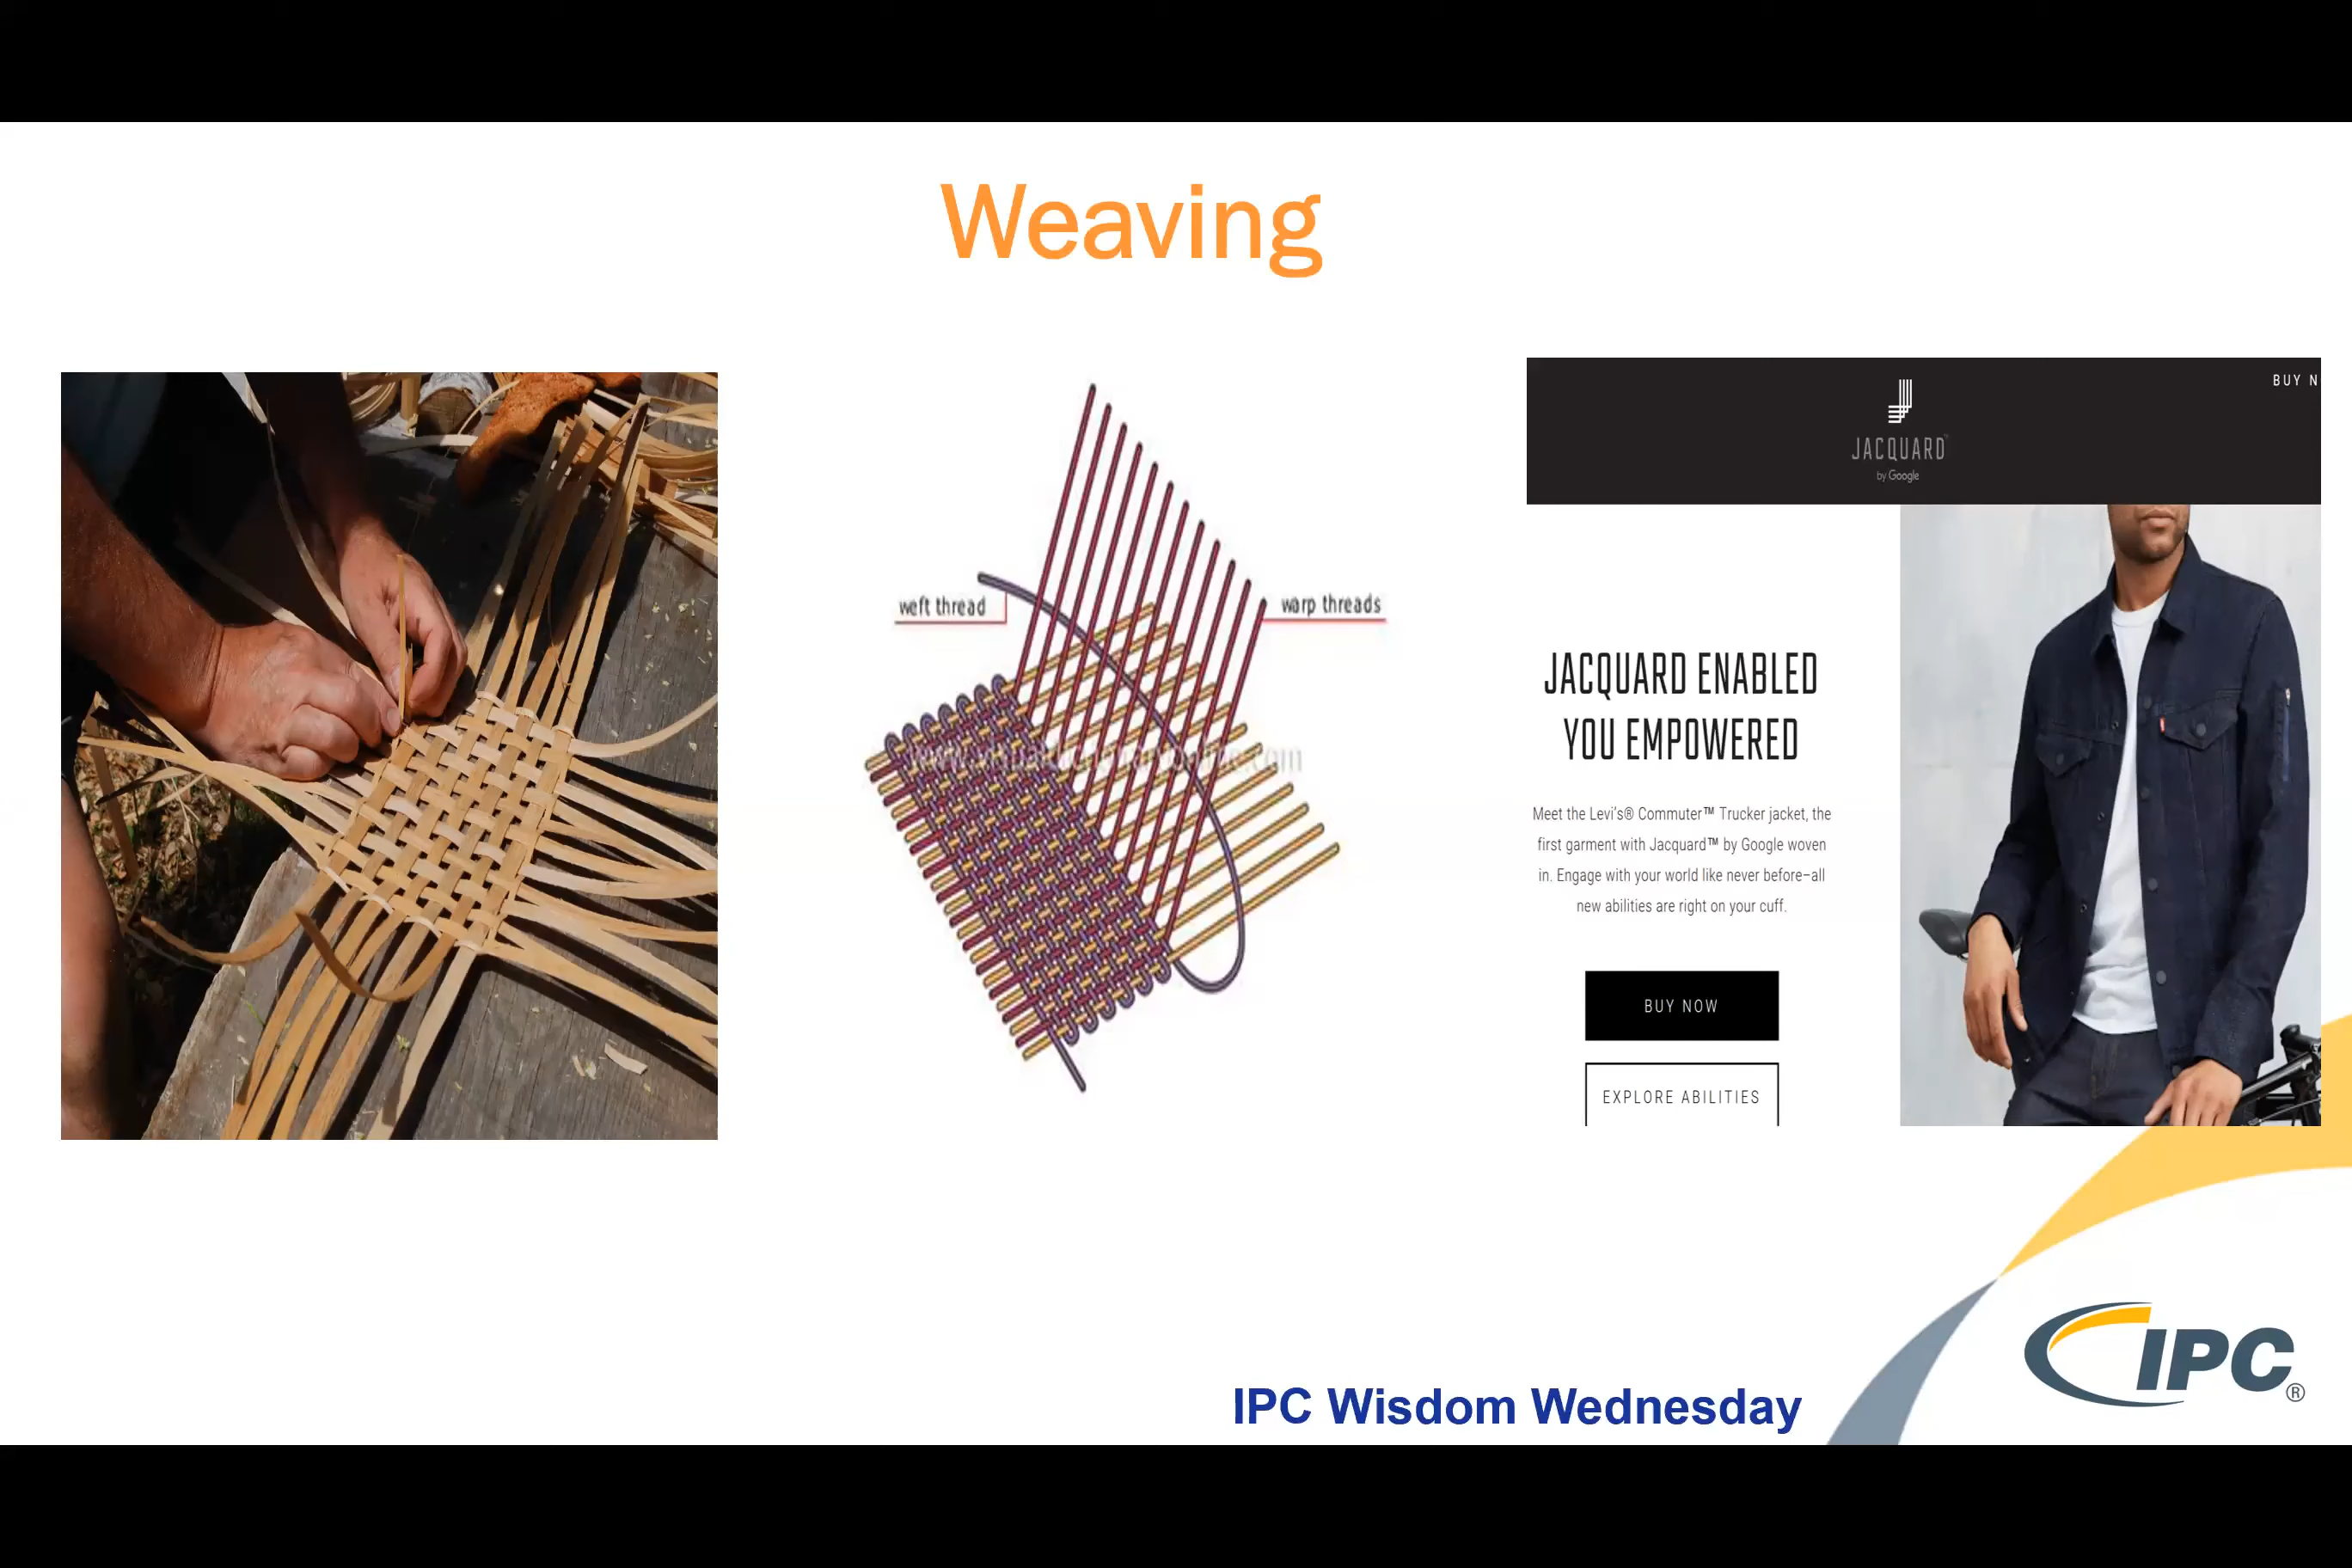 Weaving
weft thread
warp threads
BUY N
JACQUARD
by Google
JACQUARD ENABLED
YOU EMPOWERED
Meet the Levi's® Commuter™ Trucker jacket, the
first garment with Jacquard™ by Google woven
in. Engage with your world like never before–all
new abilities are right on your cuff.
BUY NOW
EXPLORE ABILITIES
IPC Wisdom Wednesday
IPC®